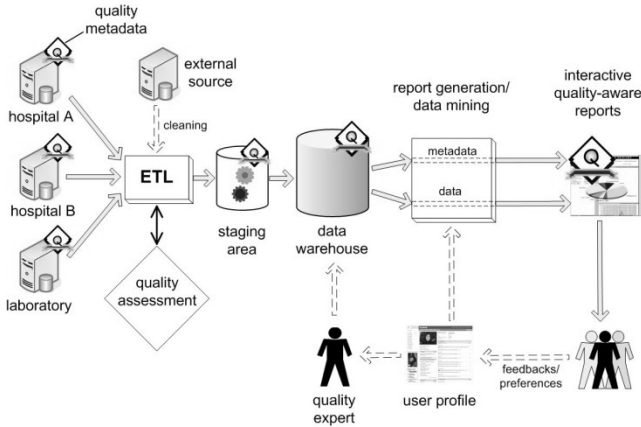 quality
metadata
Q
hospital A
external
source
cleaning
Q
hospital B
ETL
Q
staging
area
Q
data
warehouse
report generation/
data mining
metadata
data
interactive
quality-aware
reports
Q
Q
laboratory
quality
assessment
quality
expert
user profile
feedbacks/
preferences